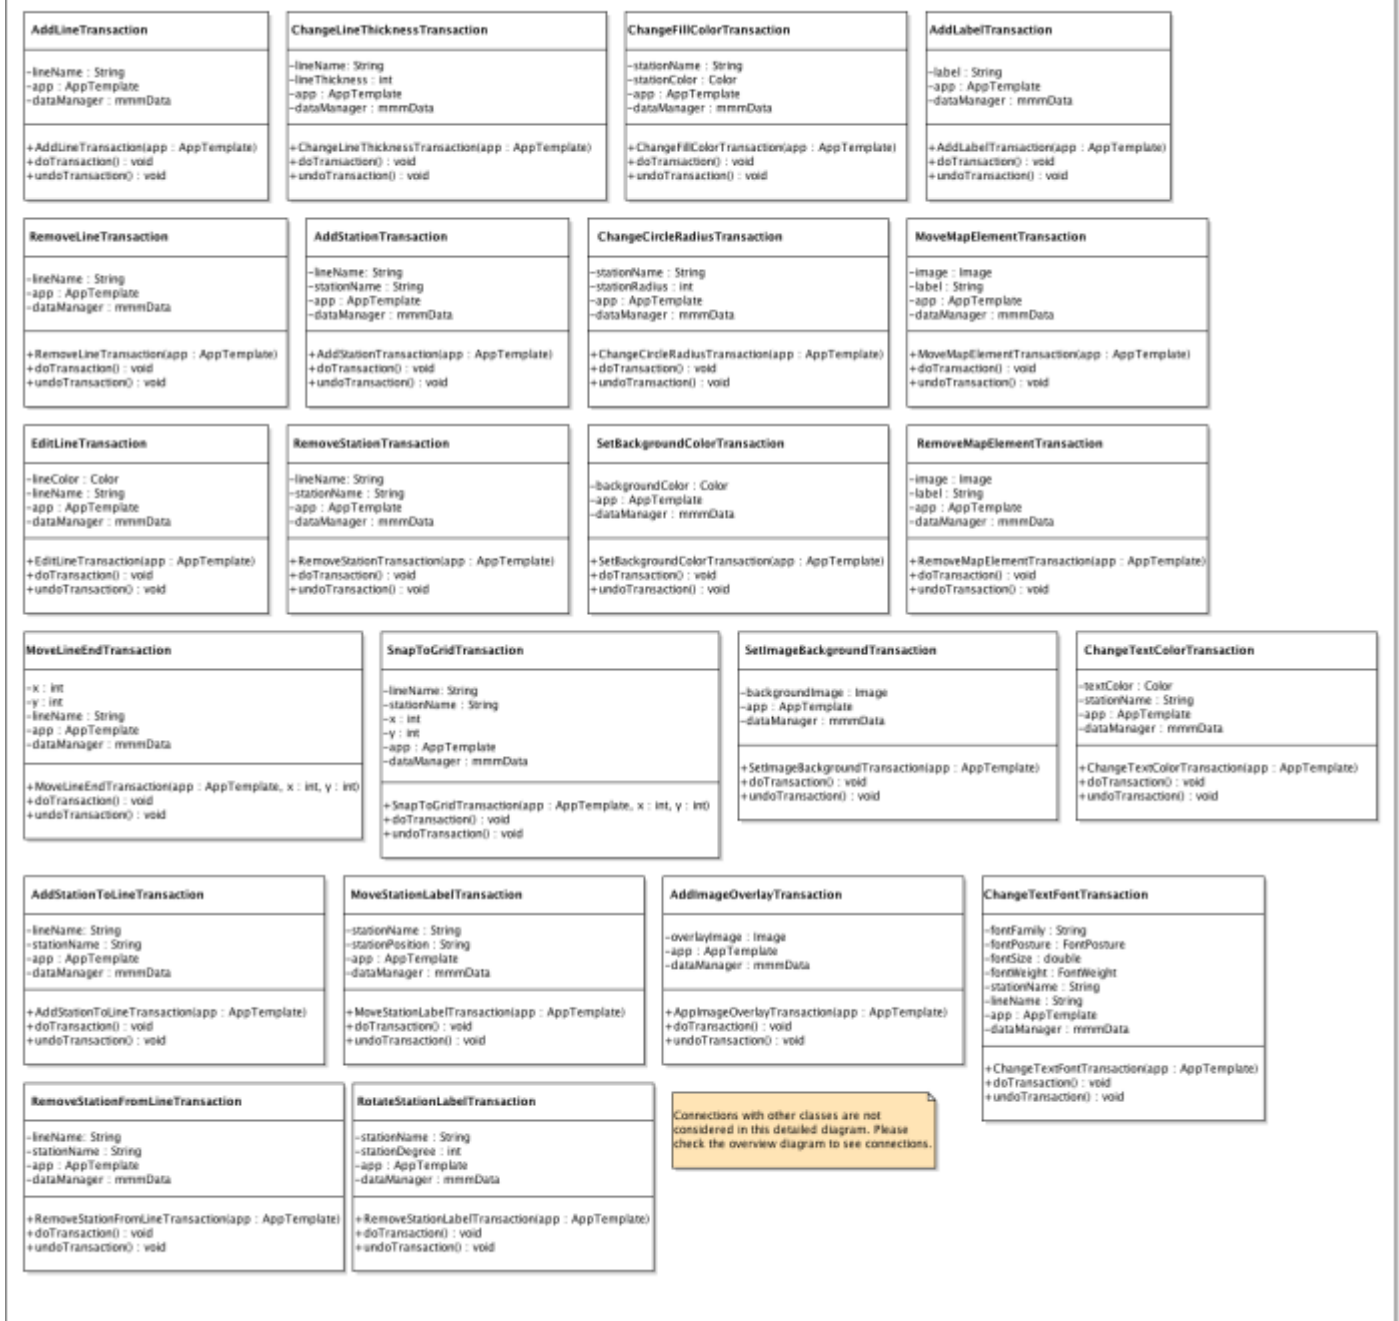 AddLineTransaction
-lineName : String
-app : AppTemplate
-dataManager : mmmData
+AddLineTransaction(app : AppTemplate)
+doTransaction() : void
+undoTransaction() : void
ChangeLineThicknessTransaction
-lineName: String
-lineThickness : int
-app : AppTemplate
-dataManager : mmmData
+ChangeLineThicknessTransaction(app : AppTemplate)
+doTransaction() : void
+undoTransaction() : void
ChangeFillColorTransaction
-stationName : String
-stationColor : Color
-app : AppTemplate
-dataManager : mmmData
+ChangeFillColorTransaction(app : AppTemplate)
+doTransaction() : void
+undoTransaction() : void
AddLabelTransaction
-label : String
-app : AppTemplate
-dataManager : mmmData
+AddLabelTransaction(app : AppTemplate)
+doTransaction() : void
+undoTransaction() : void
RemoveLineTransaction
-lineName : String
-app : AppTemplate
-dataManager : mmmData
+RemoveLineTransaction(app : AppTemplate)
+doTransaction() : void
+undoTransaction() : void
AddStationTransaction
-lineName: String
-stationName : String
-app : AppTemplate
-dataManager : mmmData
+AddStationTransaction(app : AppTemplate)
+doTransaction() : void
+undoTransaction() : void
ChangeCircleRadiusTransaction
-stationName : String
-stationRadius : int
-app : AppTemplate
-dataManager : mmmData
+ChangeCircleRadiusTransaction(app : AppTemplate)
+doTransaction() : void
+undoTransaction() : void
MoveMapElementTransaction
-image : Image
-label : String
-app : AppTemplate
-dataManager : mmmData
+MoveMapElementTransaction(app : AppTemplate)
+doTransaction() : void
+undoTransaction() : void
EditLineTransaction
-lineColor : Color
-lineName : String
-app : AppTemplate
-dataManager : mmmData
+EditLineTransaction(app : AppTemplate)
+doTransaction() : void
+undoTransaction() : void
RemoveStationTransaction
-lineName: String
-stationName : String
-app : AppTemplate
-dataManager : mmmData
+RemoveStationTransaction(app : AppTemplate)
+doTransaction() : void
+undoTransaction() : void
SetBackgroundColorTransaction
-backgroundColor : Color
-app : AppTemplate
-dataManager : mmmData
+SetBackgroundColorTransaction(app : AppTemplate)
+doTransaction() : void
+undoTransaction() : void
RemoveMapElementTransaction
-image : Image
-label : String
-app : AppTemplate
-dataManager : mmmData
+RemoveMapElementTransaction(app : AppTemplate)
+doTransaction() : void
+undoTransaction() : void
MoveLineEndTransaction
-x : int
-y : int
-lineName : String
-app : AppTemplate
-dataManager : mmmData
+MoveLineEndTransaction(app : AppTemplate, x : int, y : int)
+doTransaction() : void
+undoTransaction() : void
SnapToGridTransaction
-lineName: String
-stationName : String
-x : int
-y : int
-app : AppTemplate
-dataManager : mmmData
+SnapToGridTransaction(app : AppTemplate, x : int, y : int)
+doTransaction() : void
+undoTransaction() : void
SetImageBackgroundTransaction
-backgroundImage : Image
-app : AppTemplate
-dataManager : mmmData
+SetImageBackgroundTransaction(app : AppTemplate)
+doTransaction() : void
+undoTransaction() : void
ChangeTextColorTransaction
-textColor : Color
-stationName : String
-app : AppTemplate
-dataManager : mmmData
+ChangeTextColorTransaction(app : AppTemplate)
+doTransaction() : void
+undoTransaction() : void
AddStationToLineTransaction
-lineName: String
-stationName : String
-app : AppTemplate
-dataManager : mmmData
+AddStationToLineTransaction(app : AppTemplate)
+doTransaction() : void
+undoTransaction() : void
MoveStationLabelTransaction
-stationName : String
-stationPosition : String
-app : AppTemplate
-dataManager : mmmData
+MoveStationLabelTransaction(app : AppTemplate)
+doTransaction() : void
+undoTransaction() : void
AddImageOverlayTransaction
-overlayImage : Image
-app : AppTemplate
-dataManager : mmmData
+AppImageOverlayTransaction(app : AppTemplate)
+doTransaction() : void
+undoTransaction() : void
ChangeTextFontTransaction
-fontFamily : String
-fontPosture : FontPosture
-fontSize : double
-fontWeight : FontWeight
-stationName : String
-lineName : String
-app : AppTemplate
-dataManager : mmmData
+ChangeTextFontTransaction(app : AppTemplate)
+doTransaction() : void
+undoTransaction() : void
RemoveStationFromLineTransaction
-lineName: String
-stationName : String
-app : AppTemplate
-dataManager : mmmData
+RemoveStationFromLineTransaction(app : AppTemplate)
+doTransaction() : void
+undoTransaction() : void
RotateStationLabelTransaction
-stationName : String
-stationDegree : int
-app : AppTemplate
-dataManager : mmmData
+RemoveStationLabelTransaction(app : AppTemplate)
+doTransaction() : void
+undoTransaction() : void
Connections with other classes are not
considered in this detailed diagram. Please
check the overview diagram to see connections.